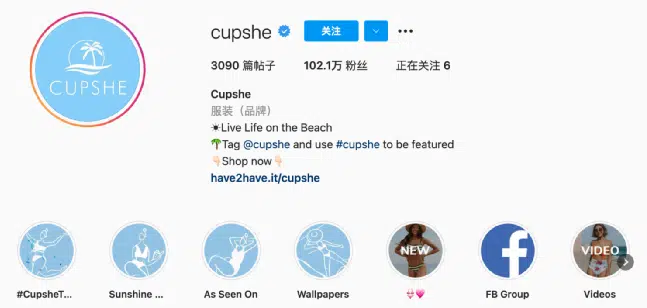 cupshe 关注
3090 篇帖子 102.1万 粉丝 正在关注 6
CUPSHE
Cupshe
服装（品牌）
☀Live Life on the Beach
🌴Tag @cupshe and use #cupshe to be featured
👇🏻Shop now👇🏻
have2have.it/cupshe
NEW
VIDEO
#CupsheT... Sunshine ... As Seen On Wallpapers 👙💗 FB Group Videos